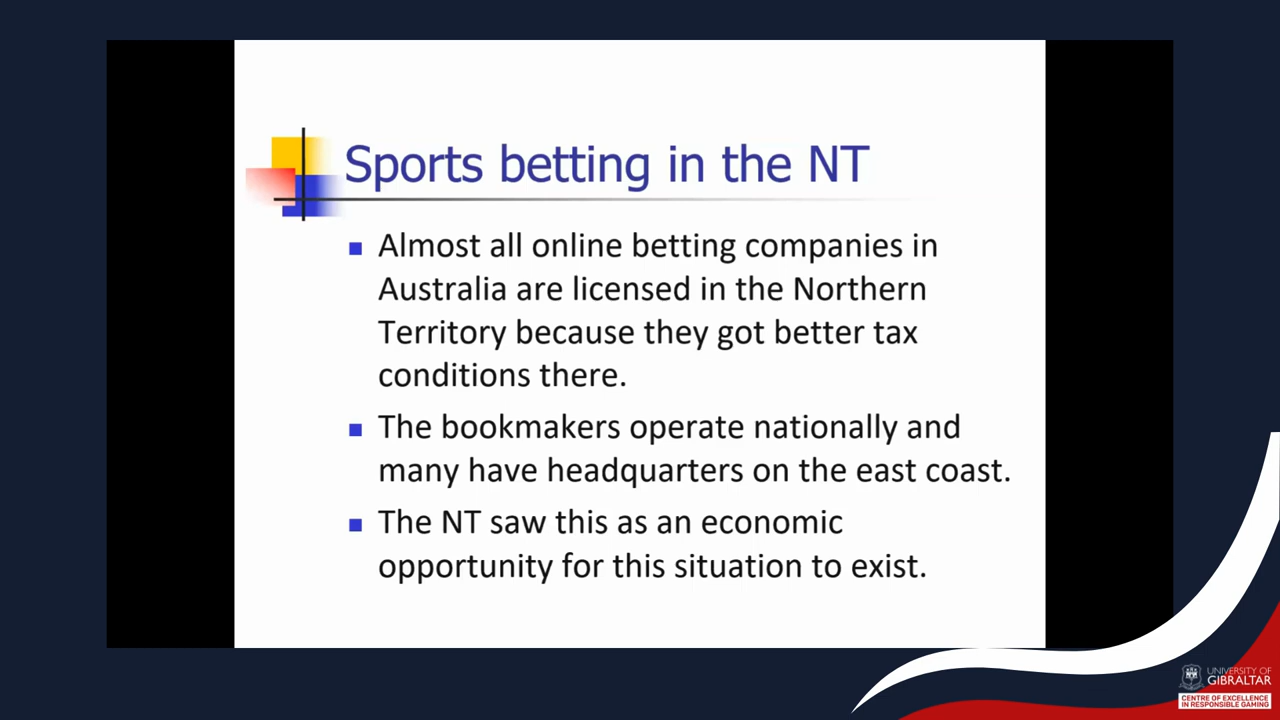 Sports betting in the NT
Almost all online betting companies in
Australia are licensed in the Northern
Territory because they got better tax
conditions there.
The bookmakers operate nationally and
many have headquarters on the east coast.
The NT saw this as an economic
opportunity for this situation to exist.
UNIVERSITY OF
GIBRALTAR
CENTRE OF EXCELLENCE
IN RESPONSIBLE GAMING